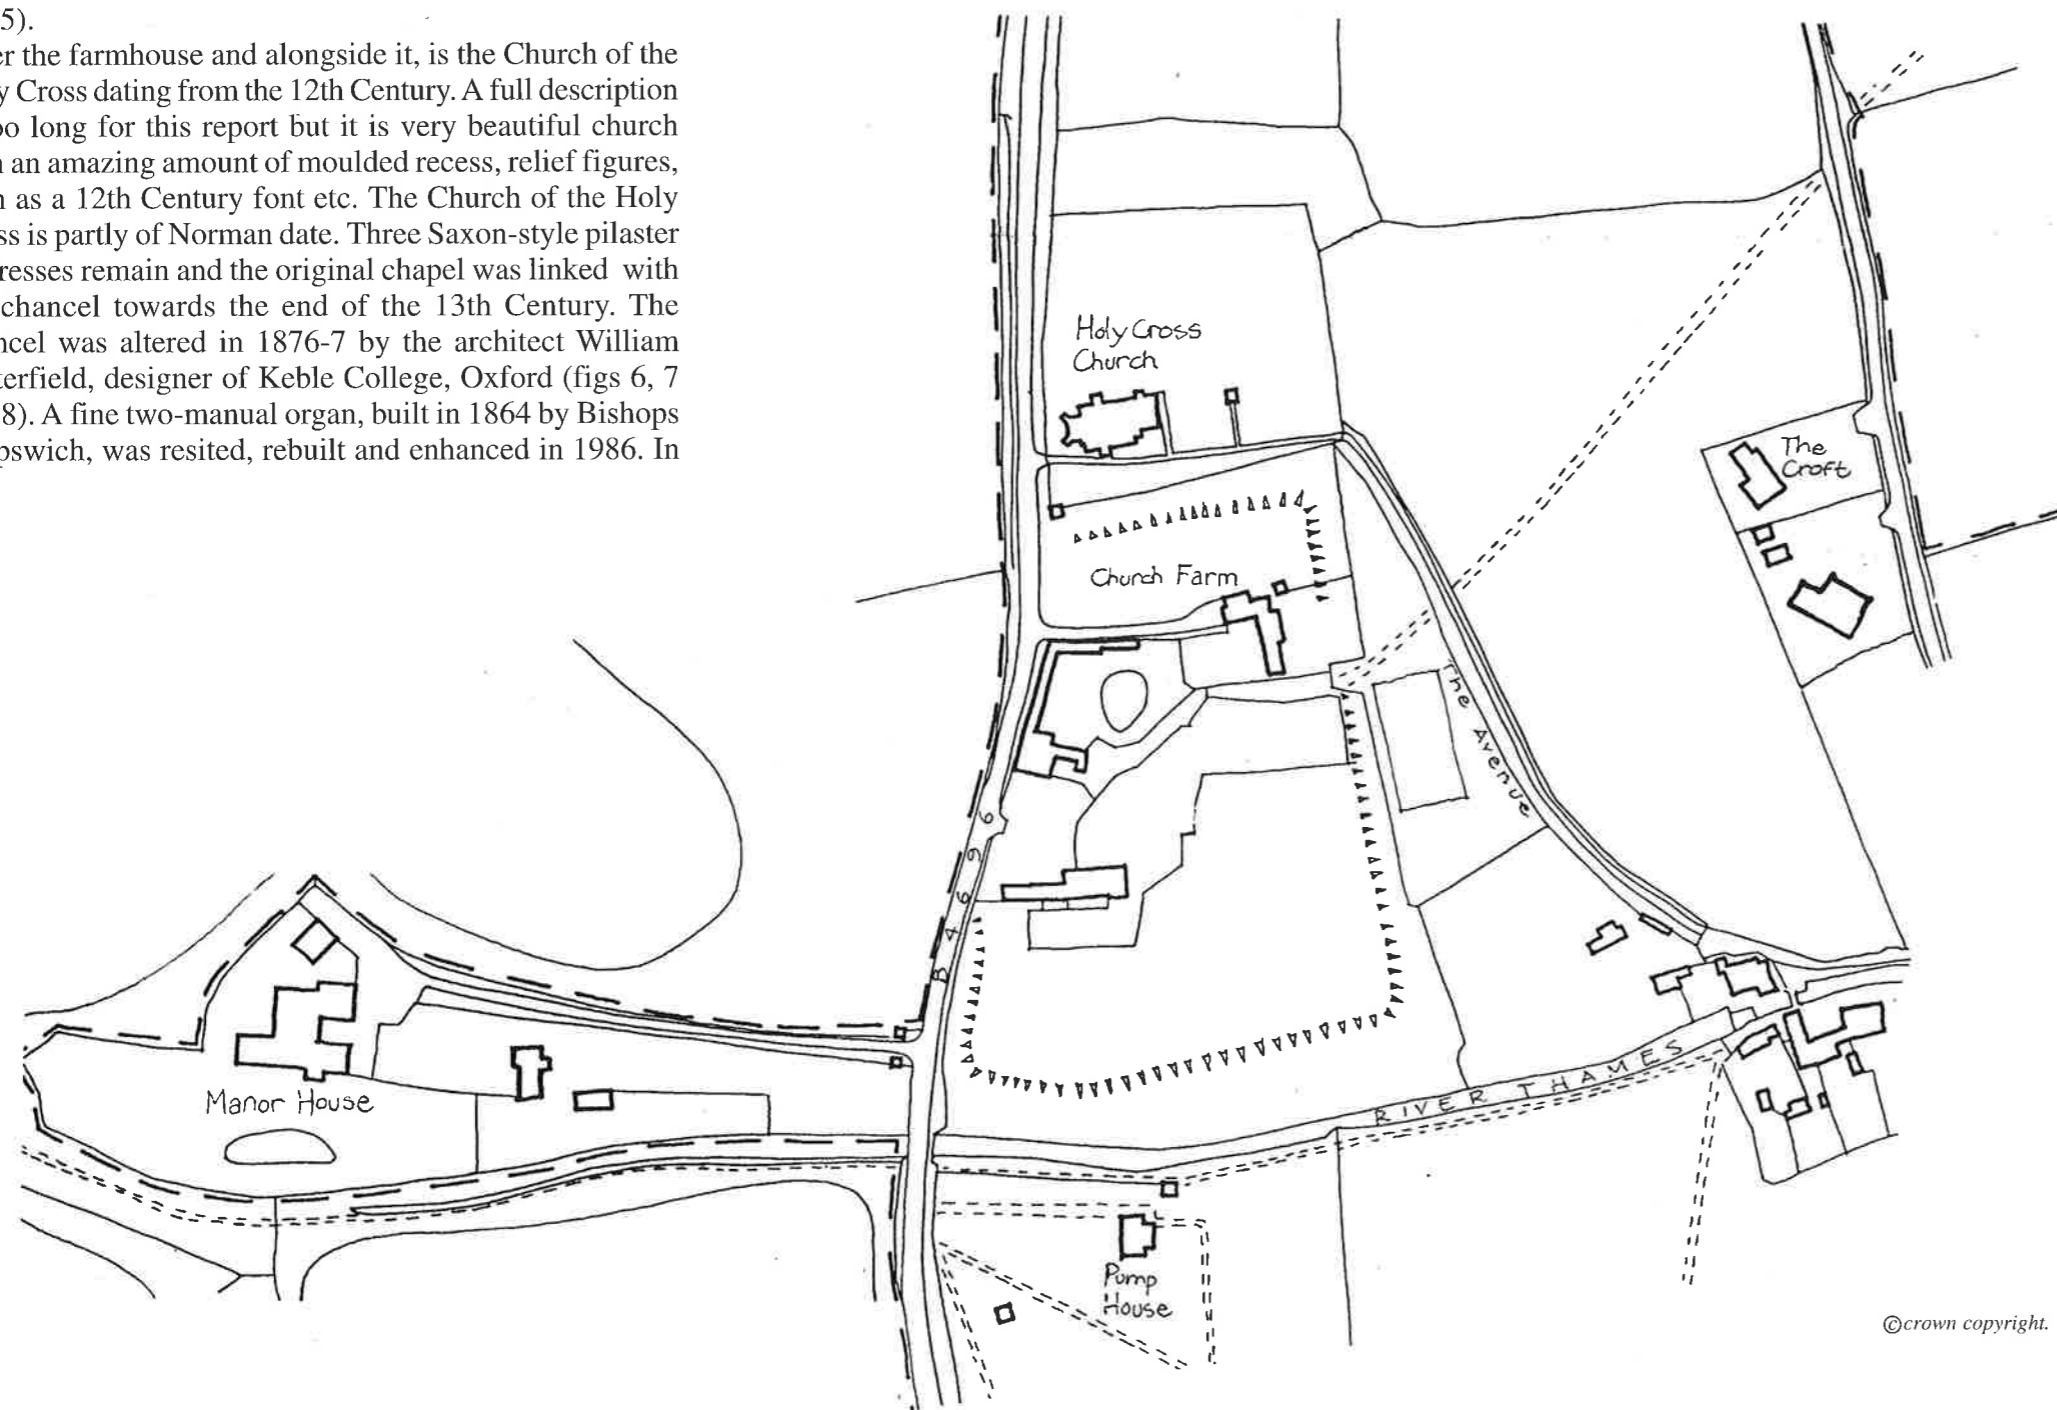 5).
er the farmhouse and alongside it, is the Church of the
y Cross dating from the 12th Century. A full description
oo long for this report but it is very beautiful church
n an amazing amount of moulded recess, relief figures,
n as a 12th Century font etc. The Church of the Holy
ss is partly of Norman date. Three Saxon-style pilaster
resses remain and the original chapel was linked with
chancel towards the end of the 13th Century. The
ncel was altered in 1876-7 by the architect William
terfield, designer of Keble College, Oxford (figs 6, 7
8). A fine two-manual organ, built in 1864 by Bishops
pswich, was resited, rebuilt and enhanced in 1986. In
Holy Cross
Church
The
Croft
Church Farm
The Avenue
B4696
Manor House
RIVER THAMES
Pump
House
©crown copyright.